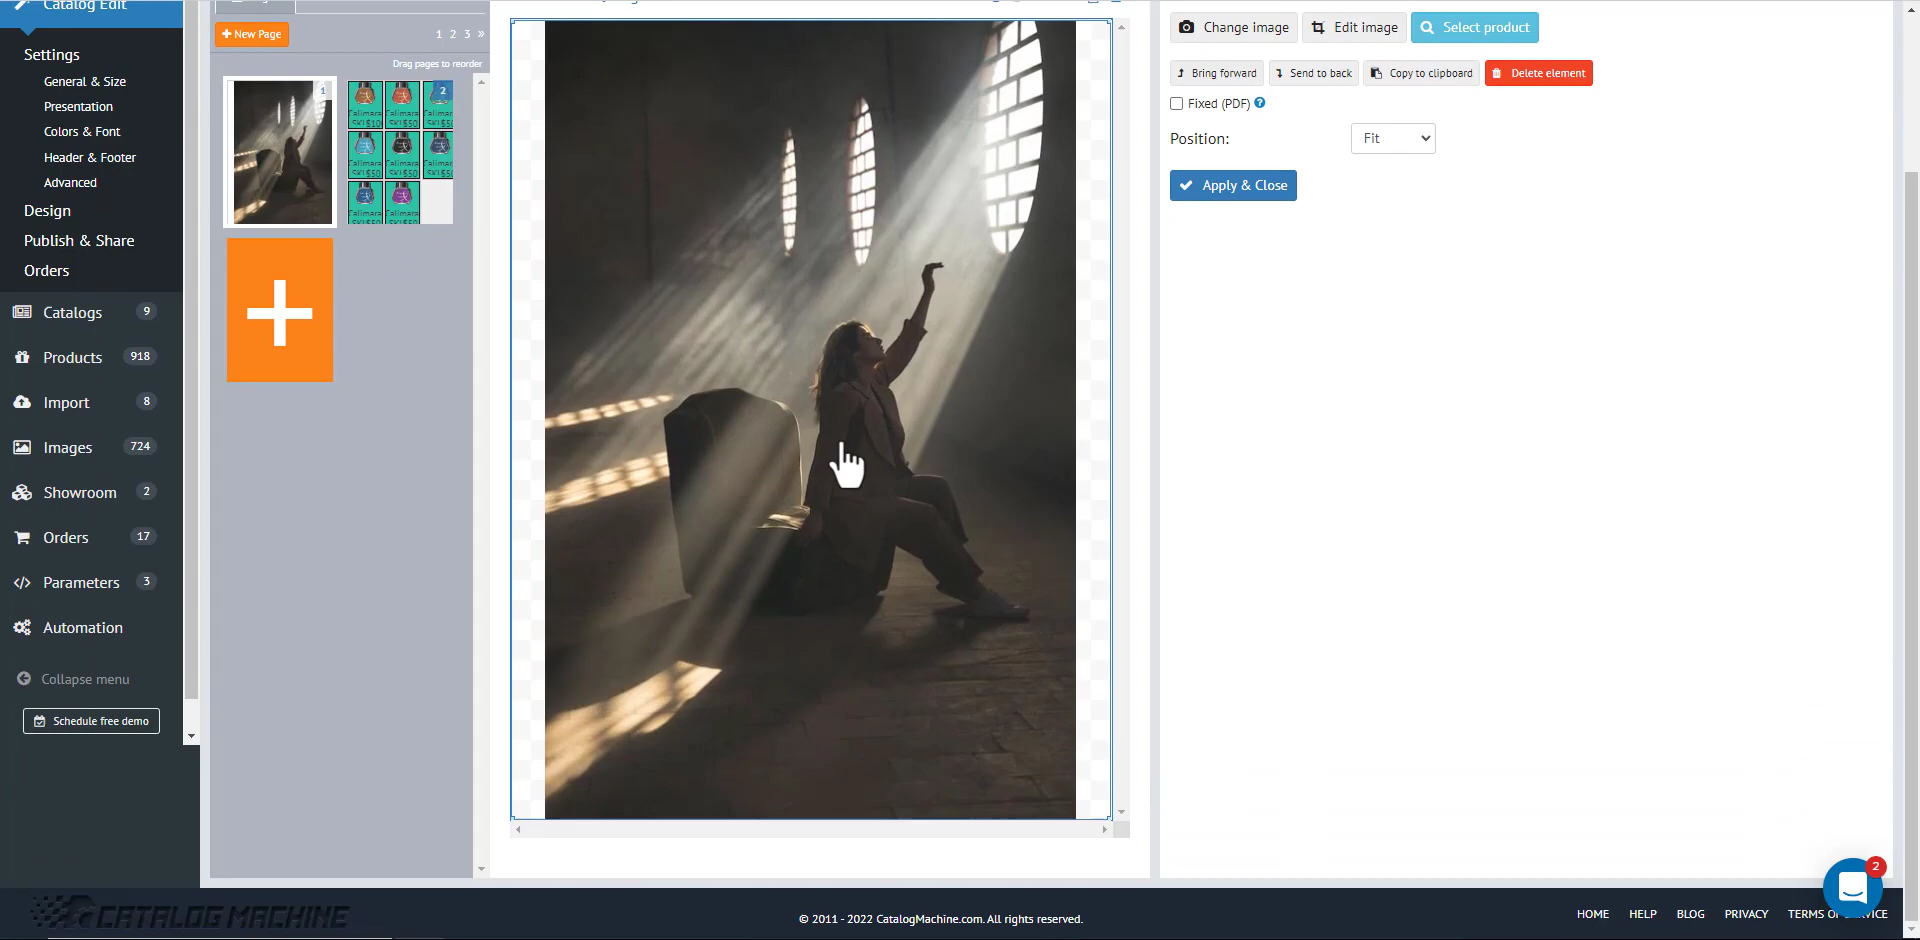 Catalog Edit
Settings
General & Size
Presentation
Colors & Font
Header & Footer
Advanced
Design
Publish & Share
Orders
Catalogs 9
Products 918
Import 8
Images 724
Showroom 2
Orders 17
Parameters 3
Automation
Collapse menu
Schedule free demo
New Page
1 2 3 »
Drag pages to reorder
1
2
Change image
Edit image
Select product
Bring forward
Send to back
Copy to clipboard
Delete element
Fixed (PDF)
Position:
Fit
Apply & Close
2
CATALOG MACHINE
© 2011 - 2022 CatalogMachine.com. All rights reserved.
HOME
HELP
BLOG
PRIVACY